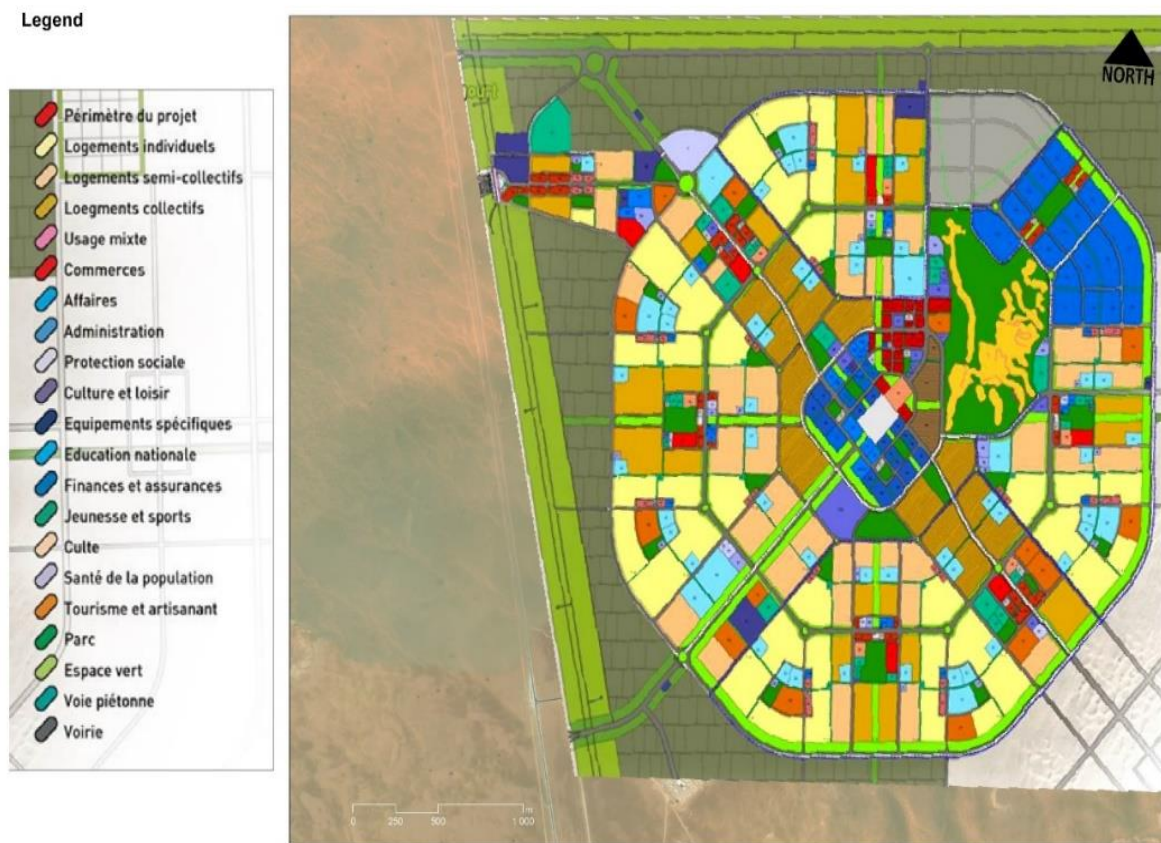 Legend
Périmètre du projet
Logements individuels
Logements semi-collectifs
Loegments collectifs
Usage mixte
Commerces
Affaires
Administration
Protection sociale
Culture et loisir
Equipements spécifiques
Education nationale
Finances et assurances
Jeunesse et sports
Culte
Santé de la population
Tourisme et artisanant
Parc
Espace vert
Voie piétonne
Voirie
NORTH
gourt
0 250 500 1 000 m